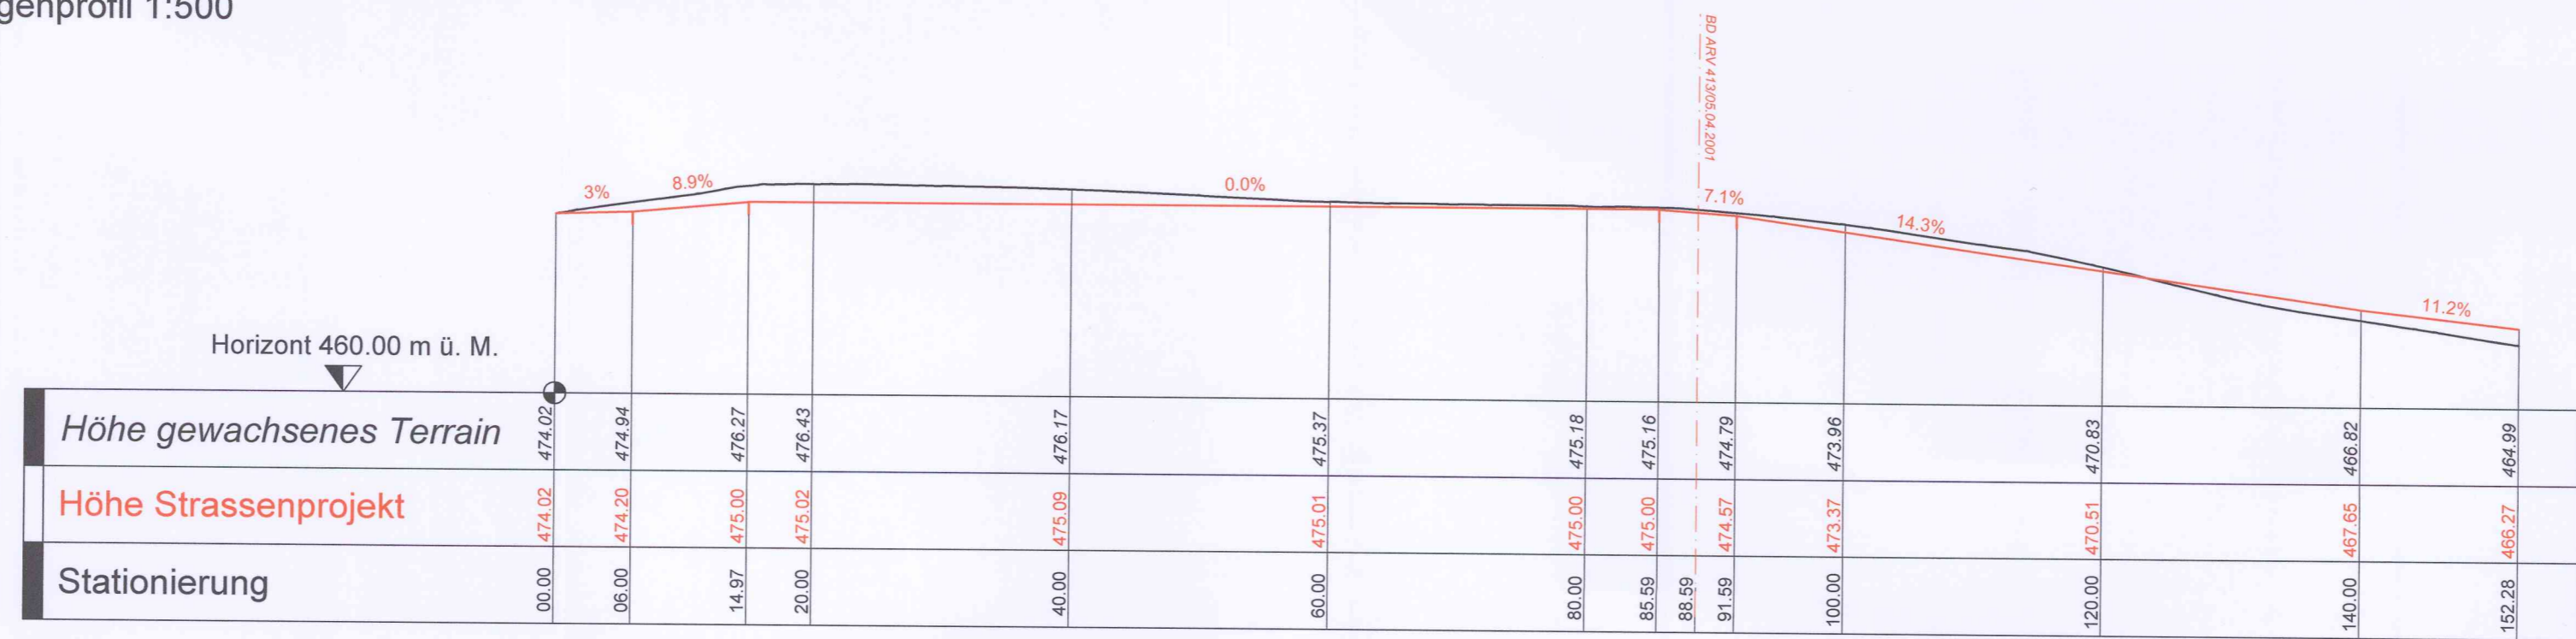 genprofil 1:500
BD ARV 413/05.04.2001
3%
8.9%
0.0%
7.1%
14.3%
11.2%
Horizont 460.00 m ü. M.
Höhe gewachsenes Terrain 474.02 474.94 476.27 476.43 476.17 475.37 475.18 475.16 474.79 473.96 470.83 466.82 464.99
Höhe Strassenprojekt 474.02 474.20 475.00 475.02 475.09 475.01 475.00 475.00 474.57 473.37 470.51 467.65 466.27
Stationierung 00.00 06.00 14.97 20.00 40.00 60.00 80.00 85.59 88.59 91.59 100.00 120.00 140.00 152.28